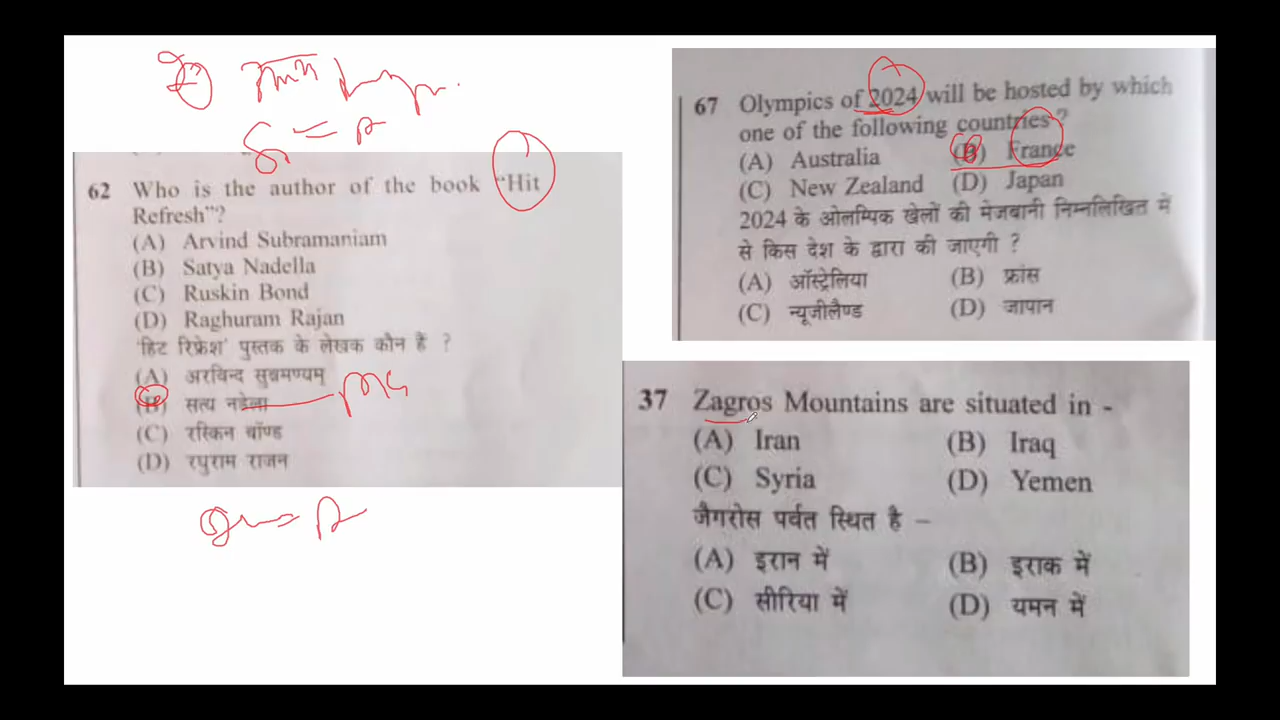 62 Who is the author of the book “Hit
Refresh”?
(A) Arvind Subramaniam
(B) Satya Nadella
(C) Ruskin Bond
(D) Raghuram Rajan
'हिट रिफ्रेश' पुस्तक के लेखक कौन हैं ?
(A) अरविन्द सुब्रमण्यम्
(B) सत्य नडेला
(C) रस्किन बॉण्ड
(D) रघुराम राजन
67 Olympics of 2024 will be hosted by which
one of the following countries?
(A) Australia (B) France
(C) New Zealand (D) Japan
2024 के ओलम्पिक खेलों की मेजबानी निम्नलिखित में
से किस देश के द्वारा की जाएगी ?
(A) ऑस्ट्रेलिया (B) फ्रांस
(C) न्यूजीलैण्ड (D) जापान
37 Zagros Mountains are situated in -
(A) Iran (B) Iraq
(C) Syria (D) Yemen
जैगरोस पर्वत स्थित है –
(A) इरान में (B) इराक में
(C) सीरिया में (D) यमन में